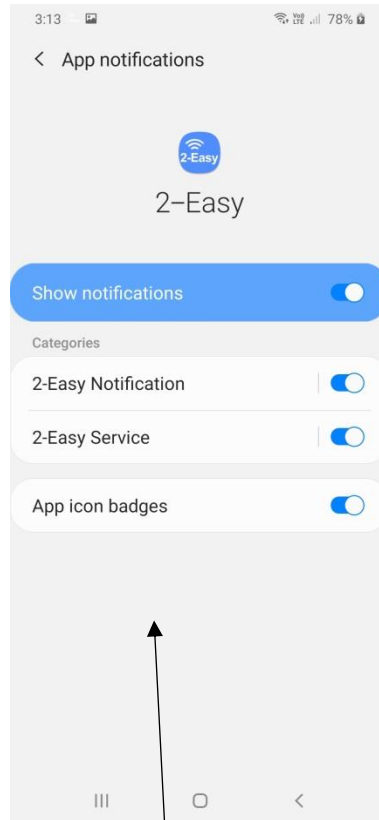 3:13 78%
App notifications
2-Easy
2-Easy
Show notifications
Categories
2-Easy Notification
2-Easy Service
App icon badges